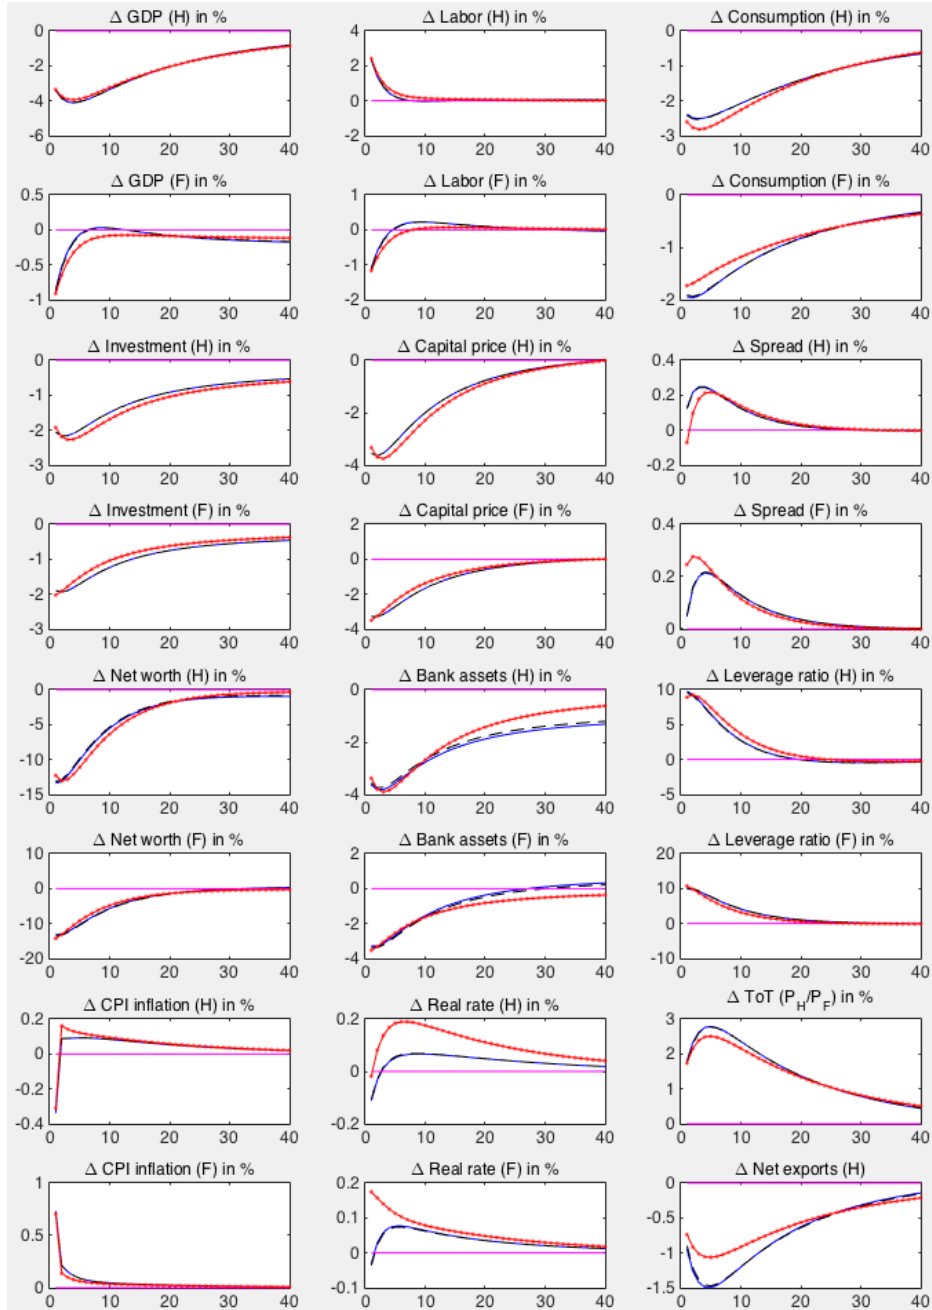 Δ GDP (H) in % Δ Labor (H) in % Δ Consumption (H) in %
0 4 0
-2 2 -1
-4 0 -2
-6 -2 -3
0 10 20 30 40 0 10 20 30 40 0 10 20 30 40
Δ GDP (F) in % Δ Labor (F) in % Δ Consumption (F) in %
0.5 1 0
0 0 -1
-0.5 -1
-1 -2 -2
0 10 20 30 40 0 10 20 30 40 0 10 20 30 40
Δ Investment (H) in % Δ Capital price (H) in % Δ Spread (H) in %
0 0 0.4
-1 -2 0.2
-2 0
-3 -4 -0.2
0 10 20 30 40 0 10 20 30 40 0 10 20 30 40
Δ Investment (F) in % Δ Capital price (F) in % Δ Spread (F) in %
0 2 0.4
-1 0 0.2
-2 -2
-3 -4 0
0 10 20 30 40 0 10 20 30 40 0 10 20 30 40
Δ Net worth (H) in % Δ Bank assets (H) in % Δ Leverage ratio (H) in %
0 0 10
-5 -2 5
-10 0
-15 -4 -5
0 10 20 30 40 0 10 20 30 40 0 10 20 30 40
Δ Net worth (F) in % Δ Bank assets (F) in % Δ Leverage ratio (F) in %
10 2 20
0 0 10
-10 -2 0
-20 -4 -10
0 10 20 30 40 0 10 20 30 40 0 10 20 30 40
Δ CPI inflation (H) in % Δ Real rate (H) in % Δ ToT (P_H/P_F) in %
0.2 0.2 3
0 0 2
-0.2 1
-0.4 -0.2 0
0 10 20 30 40 0 10 20 30 40 0 10 20 30 40
Δ CPI inflation (F) in % Δ Real rate (F) in % Δ Net exports (H)
1 0.2 0
0.5 0.1 -0.5
0 -1
0 -0.1 -1.5
0 10 20 30 40 0 10 20 30 40 0 10 20 30 40